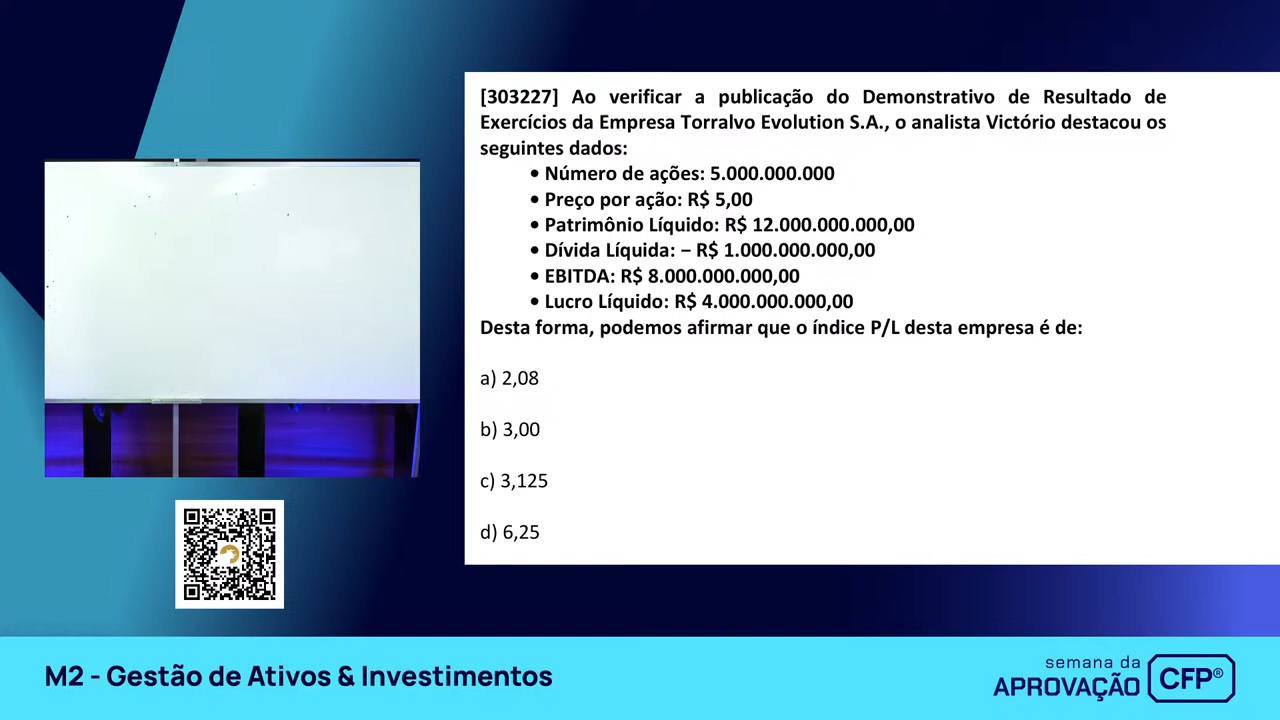 [303227] Ao verificar a publicação do Demonstrativo de Resultado de
Exercícios da Empresa Torralvo Evolution S.A., o analista Victório destacou os
seguintes dados:
• Número de ações: 5.000.000.000
• Preço por ação: R$ 5,00
• Patrimônio Líquido: R$ 12.000.000.000,00
• Dívida Líquida: – R$ 1.000.000.000,00
• EBITDA: R$ 8.000.000.000,00
• Lucro Líquido: R$ 4.000.000.000,00
Desta forma, podemos afirmar que o índice P/L desta empresa é de:
a) 2,08
b) 3,00
c) 3,125
d) 6,25
M2 - Gestão de Ativos & Investimentos
semana da
APROVAÇÃO CFP®